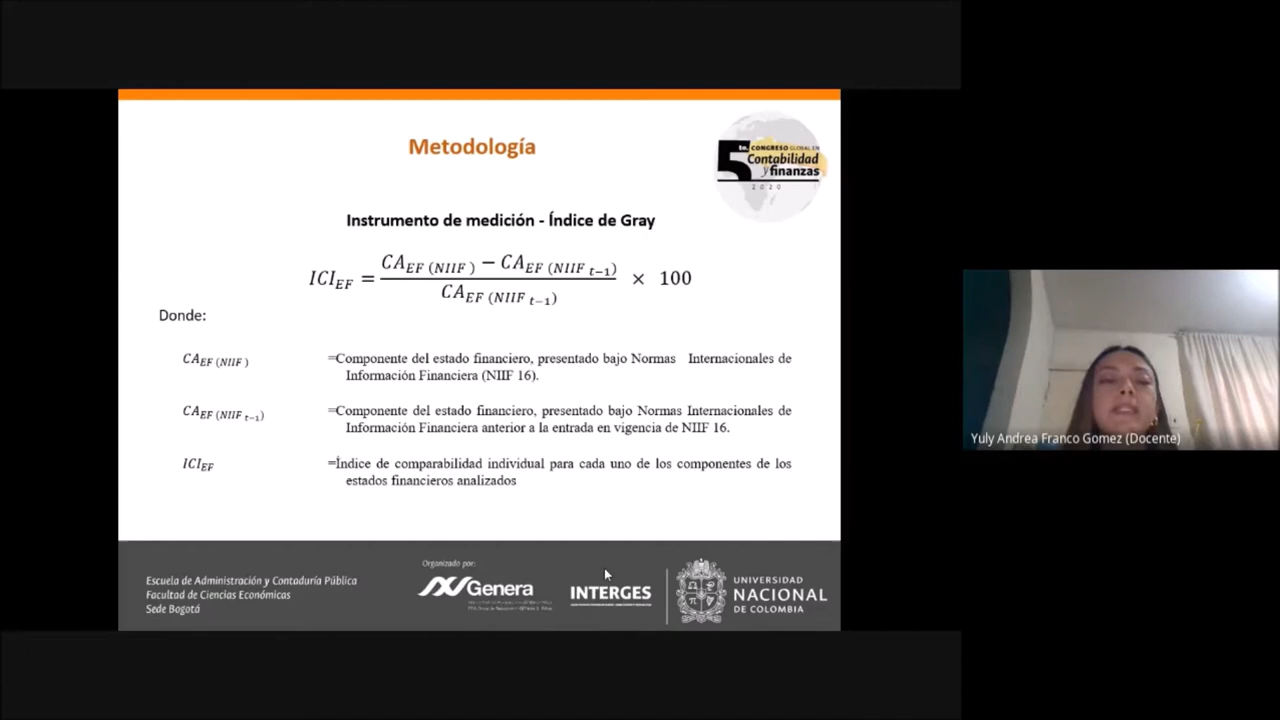 Metodología
5to. CONGRESO GLOBAL EN
Contabilidad
y finanzas
2020
Instrumento de medición - Índice de Gray
ICI_EF = (CA_EF (NIIF) − CA_EF (NIIF t−1)) / CA_EF (NIIF t−1) × 100
Donde:
CA_EF (NIIF) =Componente del estado financiero, presentado bajo Normas Internacionales de
Información Financiera (NIIF 16).
CA_EF (NIIF t−1) =Componente del estado financiero, presentado bajo Normas Internacionales de
Información Financiera anterior a la entrada en vigencia de NIIF 16.
ICI_EF =Índice de comparabilidad individual para cada uno de los componentes de los
estados financieros analizados
Yuly Andrea Franco Gomez (Docente)
Escuela de Administración y Contaduría Pública
Facultad de Ciencias Económicas
Sede Bogotá
Organizado por:
Genera
INTERGES
UNIVERSIDAD
NACIONAL
DE COLOMBIA